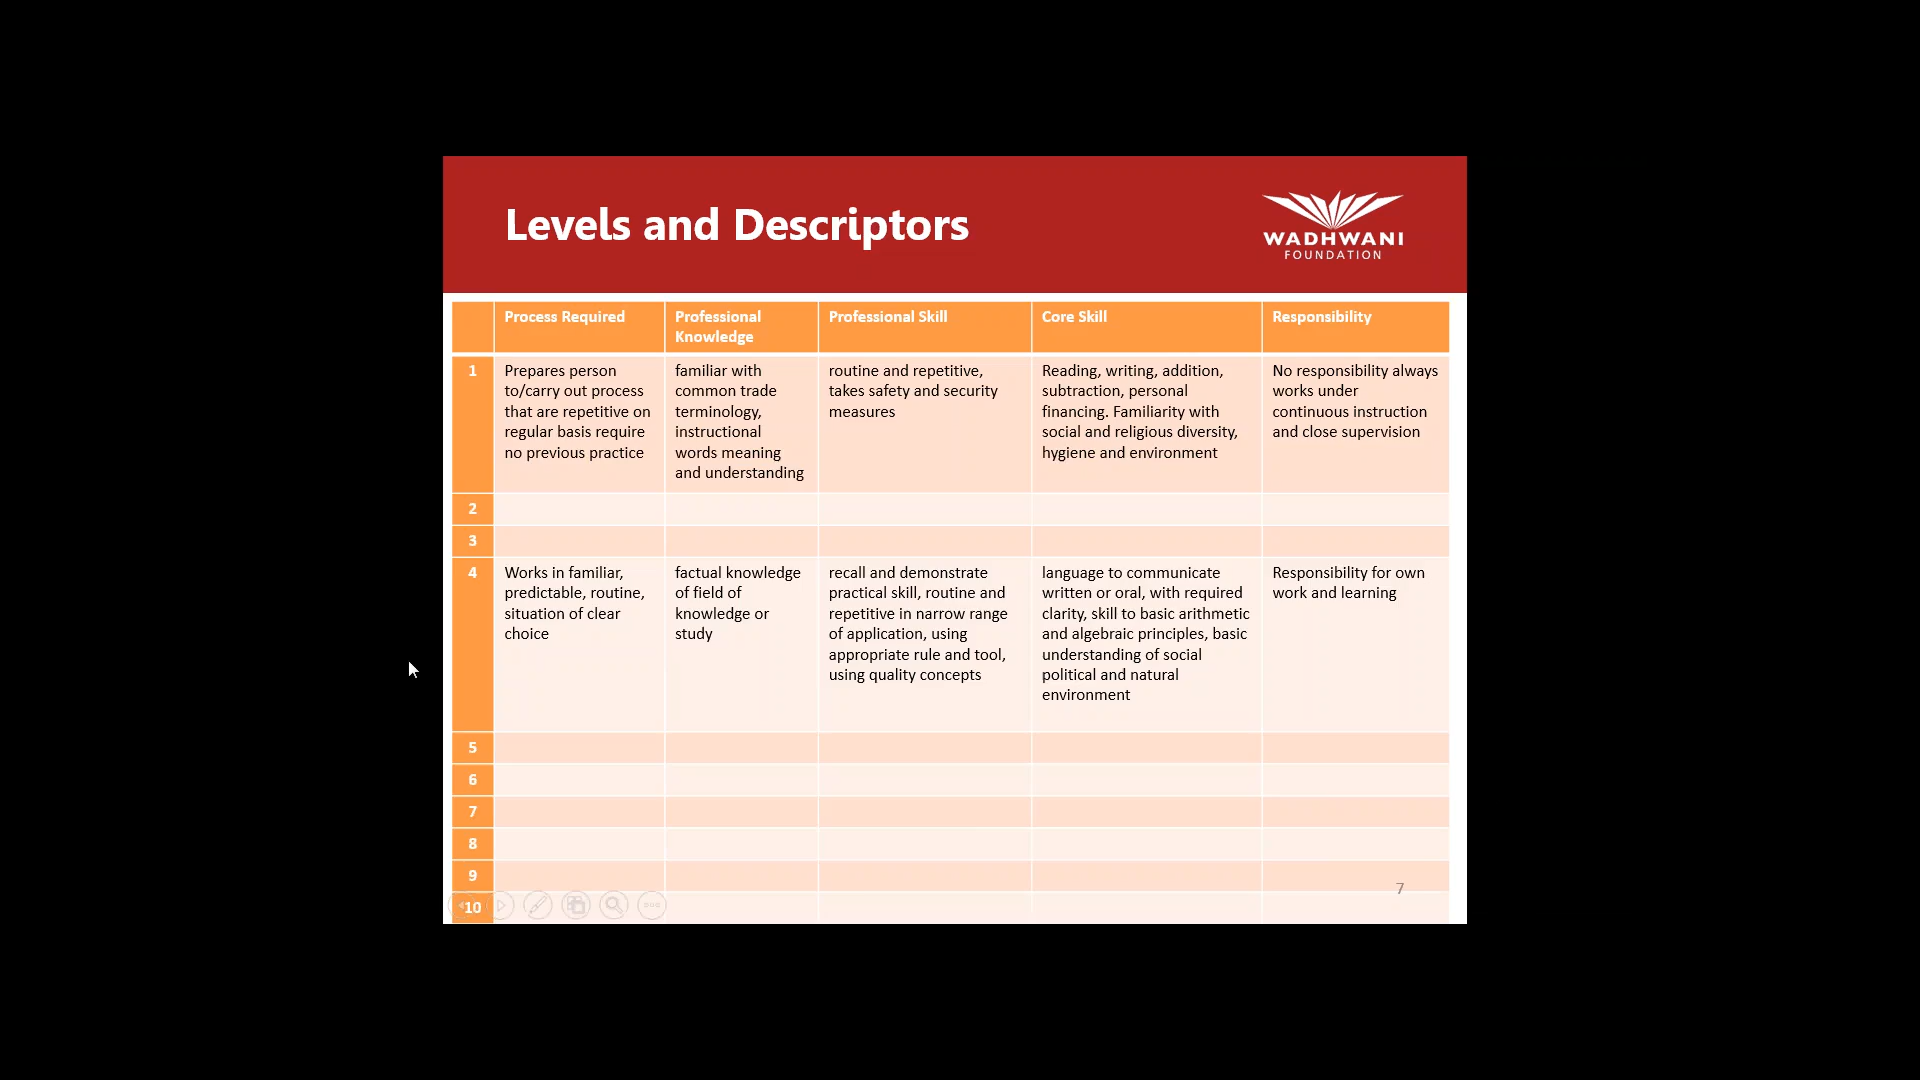 Levels and Descriptors
WADHWANI
FOUNDATION
Process Required
Professional
Knowledge
Professional Skill
Core Skill
Responsibility
1
Prepares person
to/carry out process
that are repetitive on
regular basis require
no previous practice
familiar with
common trade
terminology,
instructional
words meaning
and understanding
routine and repetitive,
takes safety and security
measures
Reading, writing, addition,
subtraction, personal
financing. Familiarity with
social and religious diversity,
hygiene and environment
No responsibility always
works under
continuous instruction
and close supervision
2
3
4
Works in familiar,
predictable, routine,
situation of clear
choice
factual knowledge
of field of
knowledge or
study
recall and demonstrate
practical skill, routine and
repetitive in narrow range
of application, using
appropriate rule and tool,
using quality concepts
language to communicate
written or oral, with required
clarity, skill to basic arithmetic
and algebraic principles, basic
understanding of social
political and natural
environment
Responsibility for own
work and learning
5
6
7
8
9
10
7